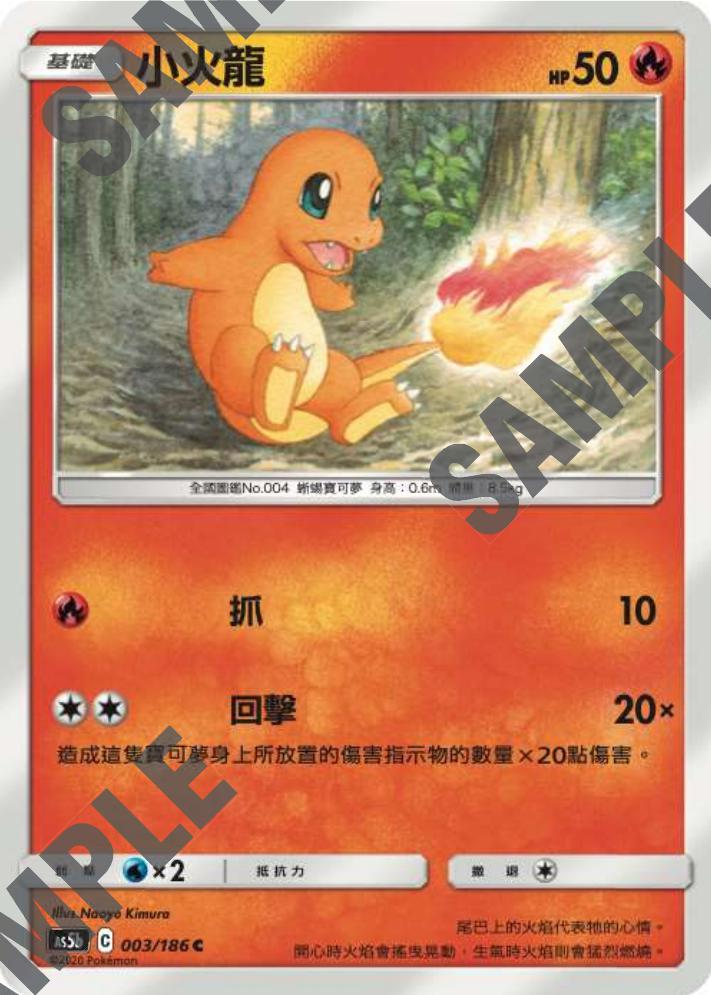 SAMPLE
基礎 小火龍 HP50
全國圖鑑No.004 蜥蜴寶可夢 身高：0.6m 體重：8.5kg
SAMPLE
抓 10
回擊 20×
造成這隻寶可夢身上所放置的傷害指示物的數量×20點傷害。
弱點 ×2 抵抗力 撤退
SAMPLE
Illus.Naoyo Kimura
尾巴上的火焰代表牠的心情。
AS5b C 003/186 C
開心時火焰會搖曳晃動，生氣時火焰則會猛烈燃燒。
©2020 Pokémon